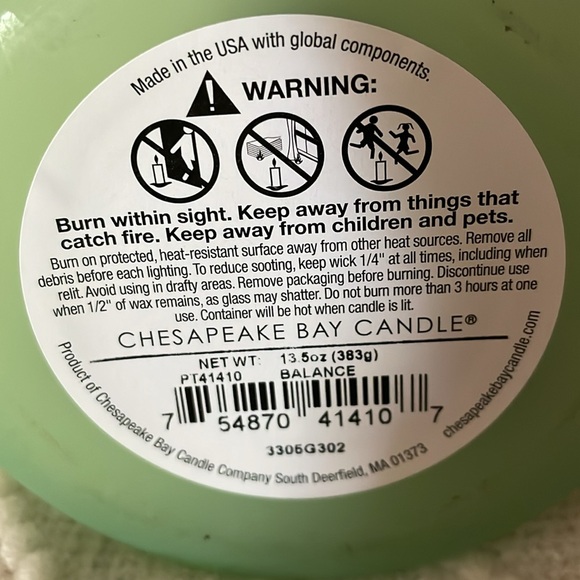 Made in the USA with global components.
WARNING:
Burn within sight. Keep away from things that
catch fire. Keep away from children and pets.
Burn on protected, heat-resistant surface away from other heat sources. Remove all
debris before each lighting. To reduce sooting, keep wick 1/4" at all times, including when
relit. Avoid using in drafty areas. Remove packaging before burning. Discontinue use
when 1/2" of wax remains, as glass may shatter. Do not burn more than 3 hours at one
use. Container will be hot when candle is lit.
CHESAPEAKE BAY CANDLE®
NET WT: 13.5oz (383g)
PT41410 BALANCE
7 54870 41410 7
3305G302
Product of Chesapeake Bay Candle Company South Deerfield, MA 01373
chesapeakebaycandle.com